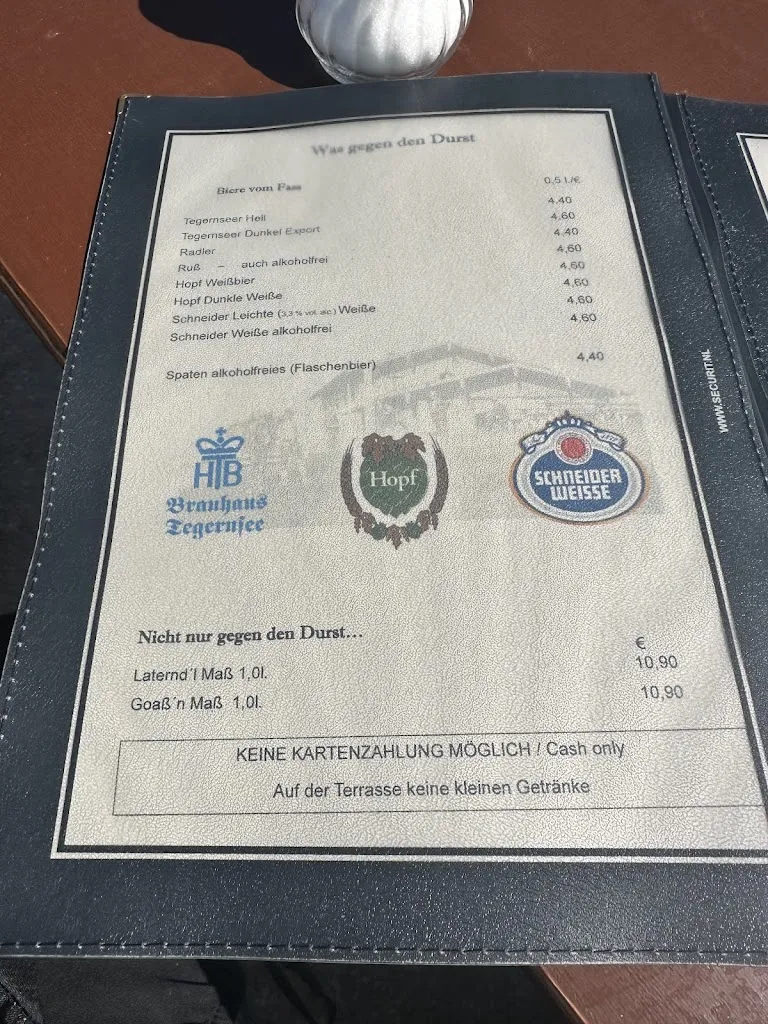 Was gegen den Durst
Biere vom Fass 0,5 l./€
Tegernseer Hell 4,40
Tegernseer Dunkel Export 4,60
Radler 4,40
Ruß – auch alkoholfrei 4,60
Hopf Weißbier 4,60
Hopf Dunkle Weiße 4,60
Schneider Leichte (3,3 % vol. alc.) Weiße 4,60
Schneider Weiße alkoholfrei 4,60
Spaten alkoholfreies (Flaschenbier) 4,40
WWW.SECURIT.NL
HTB
Brauhaus
Tegernsee
Hopf
SCHNEIDER
WEISSE
Nicht nur gegen den Durst… €
Laternd´l Maß 1,0l. 10,90
Goaß´n Maß 1,0l. 10,90
KEINE KARTENZAHLUNG MÖGLICH / Cash only
Auf der Terrasse keine kleinen Getränke